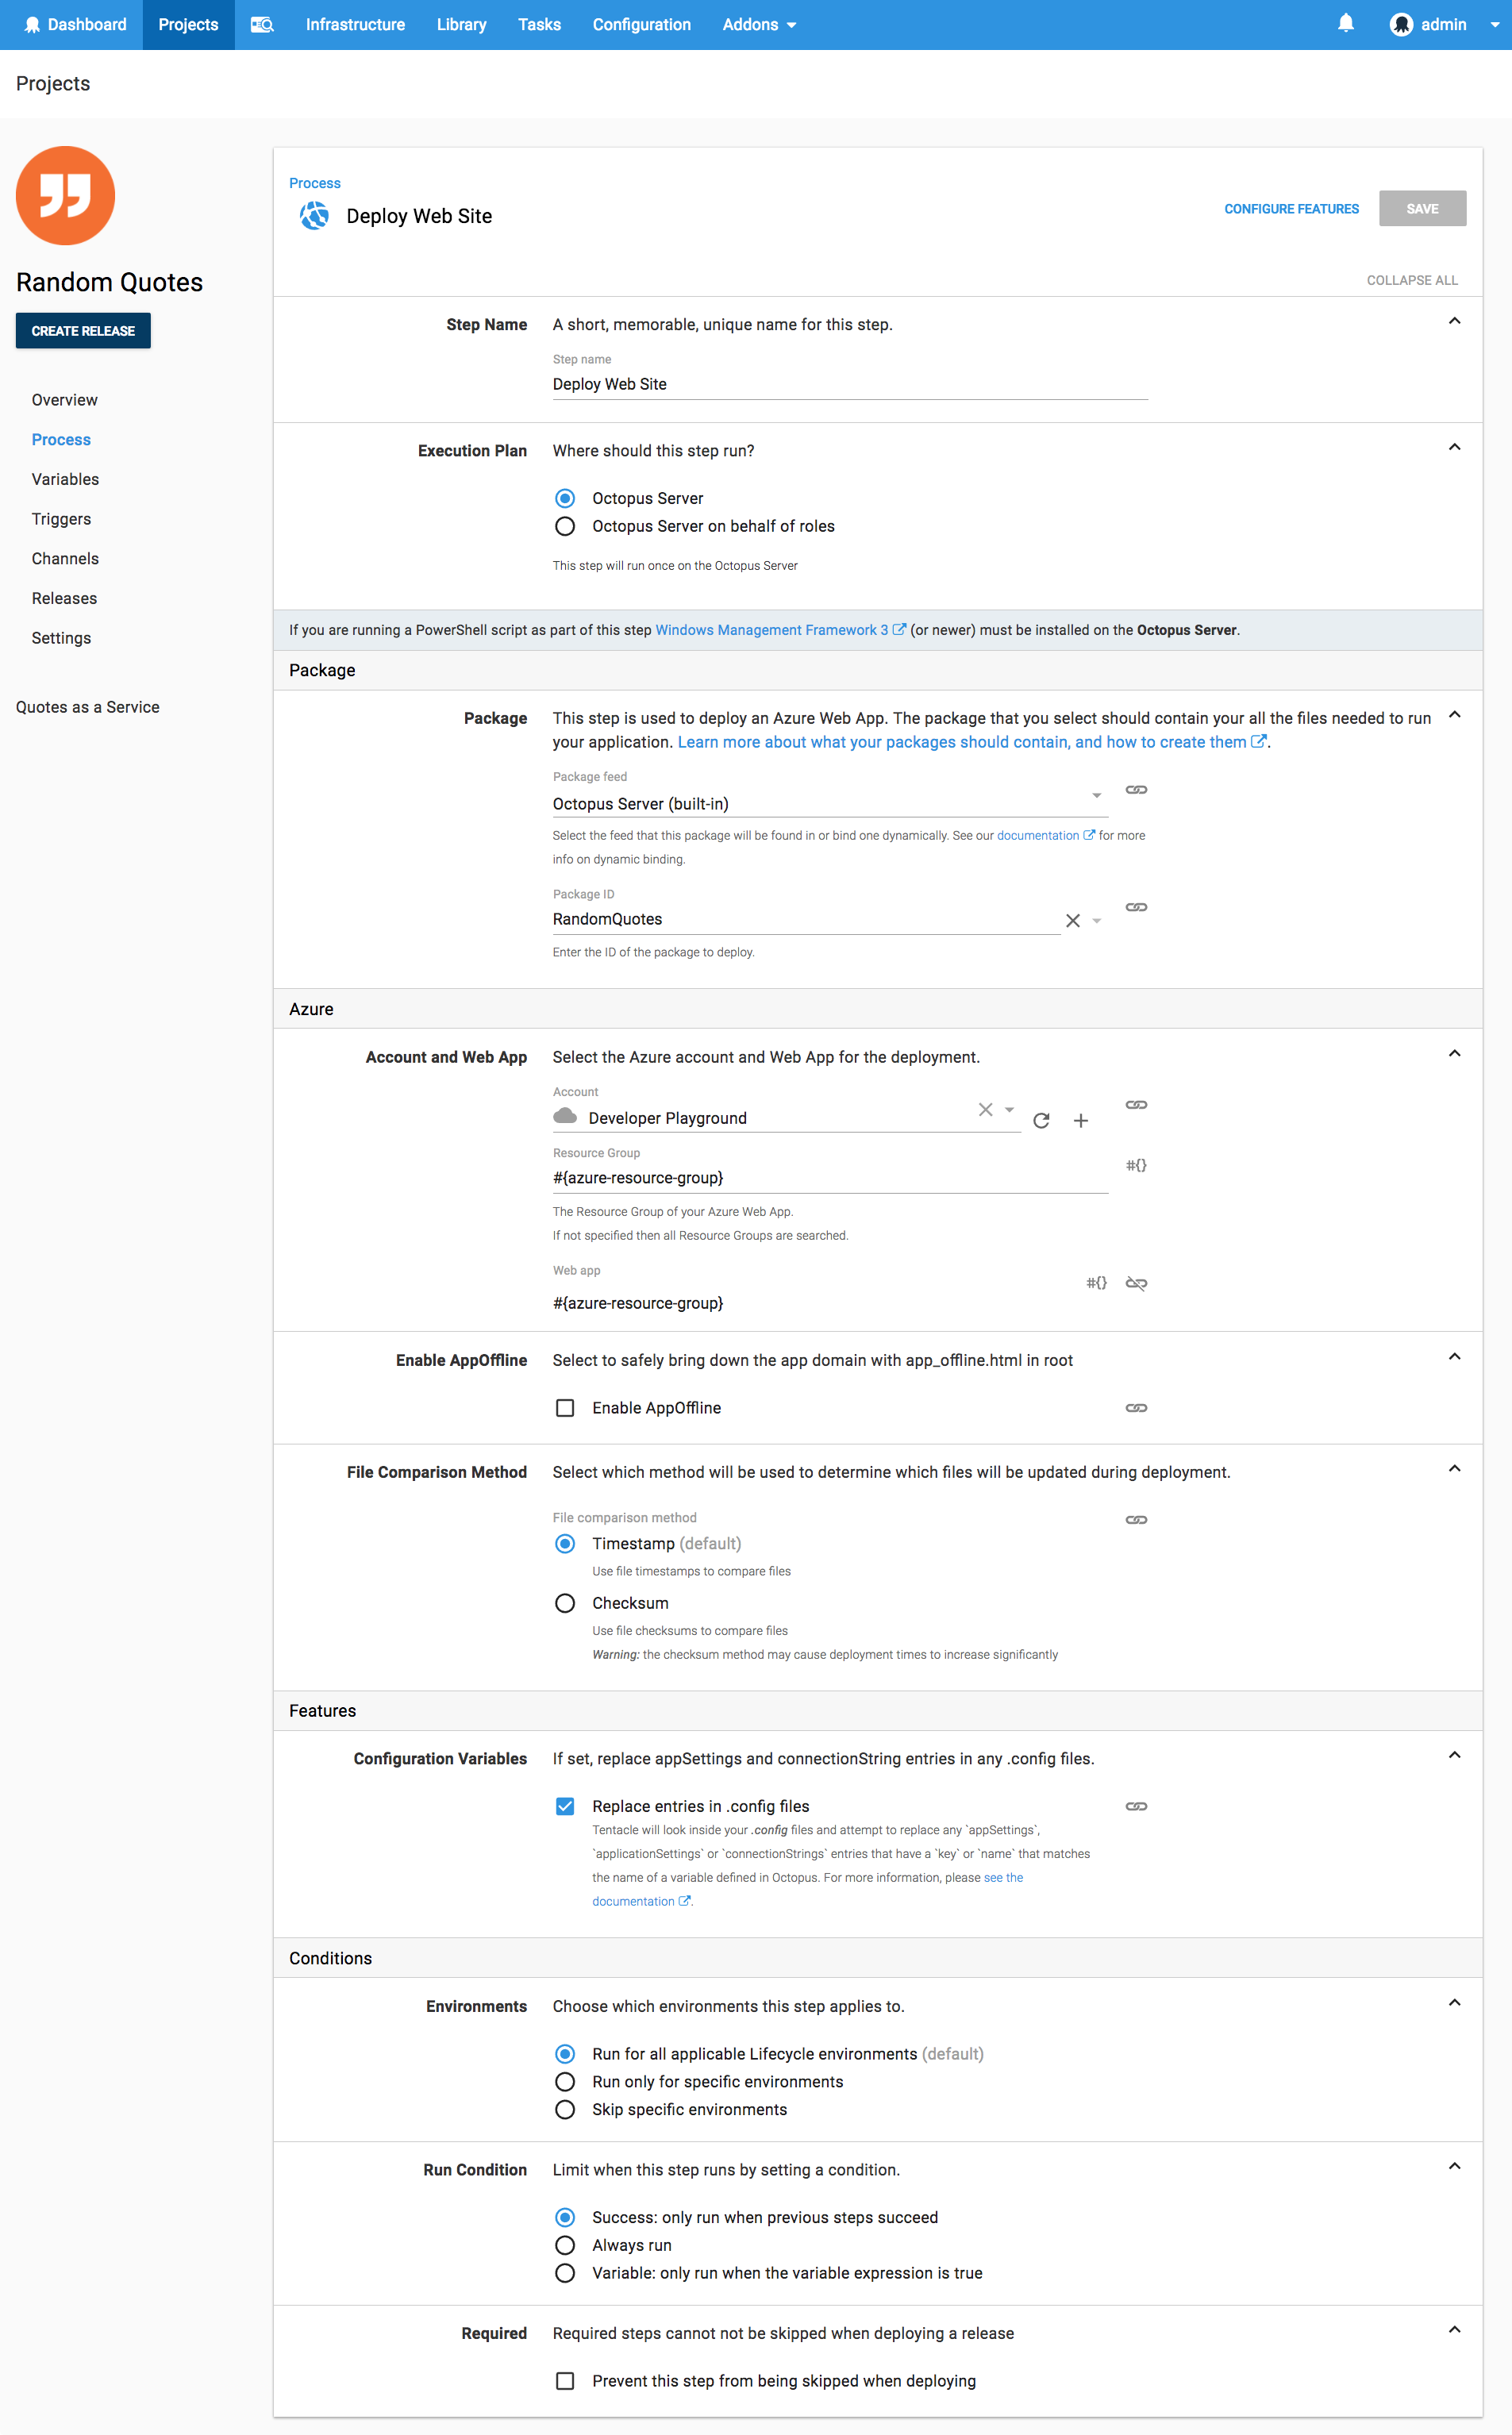 Dashboard Projects Infrastructure Library Tasks Configuration Addons admin
Projects
Random Quotes
CREATE RELEASE
Overview
Process
Variables
Triggers
Channels
Releases
Settings
Quotes as a Service
Process
Deploy Web Site
CONFIGURE FEATURES SAVE
COLLAPSE ALL
Step Name A short, memorable, unique name for this step.
Step name
Deploy Web Site
Execution Plan Where should this step run?
Octopus Server
Octopus Server on behalf of roles
This step will run once on the Octopus Server
If you are running a PowerShell script as part of this step Windows Management Framework 3 (or newer) must be installed on the Octopus Server.
Package
Package This step is used to deploy an Azure Web App. The package that you select should contain your all the files needed to run
your application. Learn more about what your packages should contain, and how to create them.
Package feed
Octopus Server (built-in)
Select the feed that this package will be found in or bind one dynamically. See our documentation for more
info on dynamic binding.
Package ID
RandomQuotes
Enter the ID of the package to deploy.
Azure
Account and Web App Select the Azure account and Web App for the deployment.
Account
Developer Playground
Resource Group
#{azure-resource-group} #{}
The Resource Group of your Azure Web App.
If not specified then all Resource Groups are searched.
Web app
#{}
#{azure-resource-group}
Enable AppOffline Select to safely bring down the app domain with app_offline.html in root
Enable AppOffline
File Comparison Method Select which method will be used to determine which files will be updated during deployment.
File comparison method
Timestamp (default)
Use file timestamps to compare files
Checksum
Use file checksums to compare files
Warning: the checksum method may cause deployment times to increase significantly
Features
Configuration Variables If set, replace appSettings and connectionString entries in any .config files.
Replace entries in .config files
Tentacle will look inside your .config files and attempt to replace any `appSettings`,
`applicationSettings` or `connectionStrings` entries that have a `key` or `name` that matches
the name of a variable defined in Octopus. For more information, please see the
documentation.
Conditions
Environments Choose which environments this step applies to.
Run for all applicable Lifecycle environments (default)
Run only for specific environments
Skip specific environments
Run Condition Limit when this step runs by setting a condition.
Success: only run when previous steps succeed
Always run
Variable: only run when the variable expression is true
Required Required steps cannot not be skipped when deploying a release
Prevent this step from being skipped when deploying